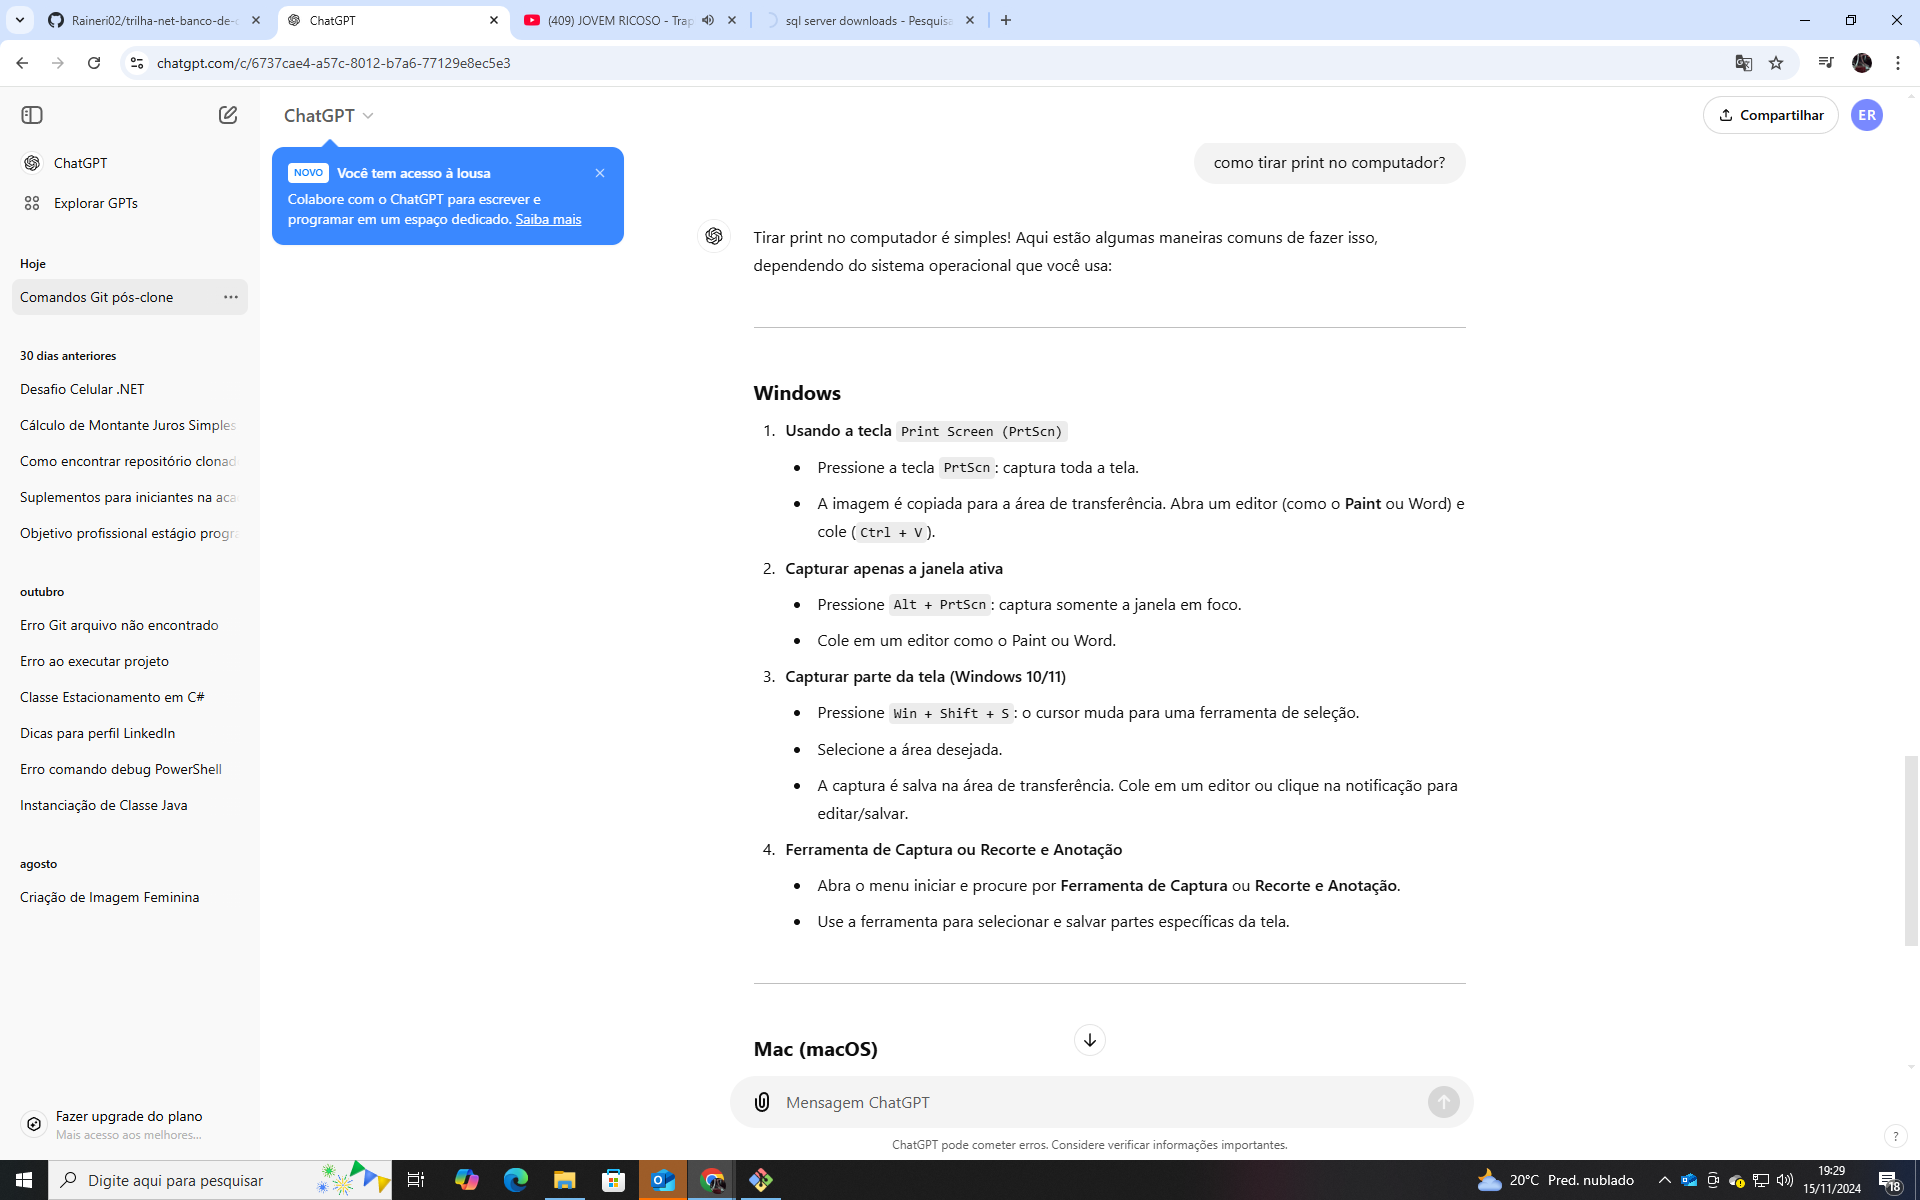 Raineri02/trilha-net-banco-de-
ChatGPT
(409) JOVEM RICOSO - Trap
sql server downloads - Pesquisa
chatgpt.com/c/6737cae4-a57c-8012-b7a6-77129e8ec5e3
ChatGPT
Compartilhar
ER
ChatGPT
Explorar GPTs
NOVO Você tem acesso à lousa
Colabore com o ChatGPT para escrever e
programar em um espaço dedicado. Saiba mais
Hoje
Comandos Git pós-clone
30 dias anteriores
Desafio Celular .NET
Cálculo de Montante Juros Simples
Como encontrar repositório clonad
Suplementos para iniciantes na aca
Objetivo profissional estágio progra
outubro
Erro Git arquivo não encontrado
Erro ao executar projeto
Classe Estacionamento em C#
Dicas para perfil LinkedIn
Erro comando debug PowerShell
Instanciação de Classe Java
agosto
Criação de Imagem Feminina
Fazer upgrade do plano
Mais acesso aos melhores...
como tirar print no computador?
Tirar print no computador é simples! Aqui estão algumas maneiras comuns de fazer isso,
dependendo do sistema operacional que você usa:
Windows
1. Usando a tecla Print Screen (PrtScn)
• Pressione a tecla PrtScn: captura toda a tela.
• A imagem é copiada para a área de transferência. Abra um editor (como o Paint ou Word) e
cole (Ctrl + V).
2. Capturar apenas a janela ativa
• Pressione Alt + PrtScn: captura somente a janela em foco.
• Cole em um editor como o Paint ou Word.
3. Capturar parte da tela (Windows 10/11)
• Pressione Win + Shift + S: o cursor muda para uma ferramenta de seleção.
• Selecione a área desejada.
• A captura é salva na área de transferência. Cole em um editor ou clique na notificação para
editar/salvar.
4. Ferramenta de Captura ou Recorte e Anotação
• Abra o menu iniciar e procure por Ferramenta de Captura ou Recorte e Anotação.
• Use a ferramenta para selecionar e salvar partes específicas da tela.
Mac (macOS)
Mensagem ChatGPT
ChatGPT pode cometer erros. Considere verificar informações importantes.
?
Digite aqui para pesquisar
20°C Pred. nublado
19:29
15/11/2024
18